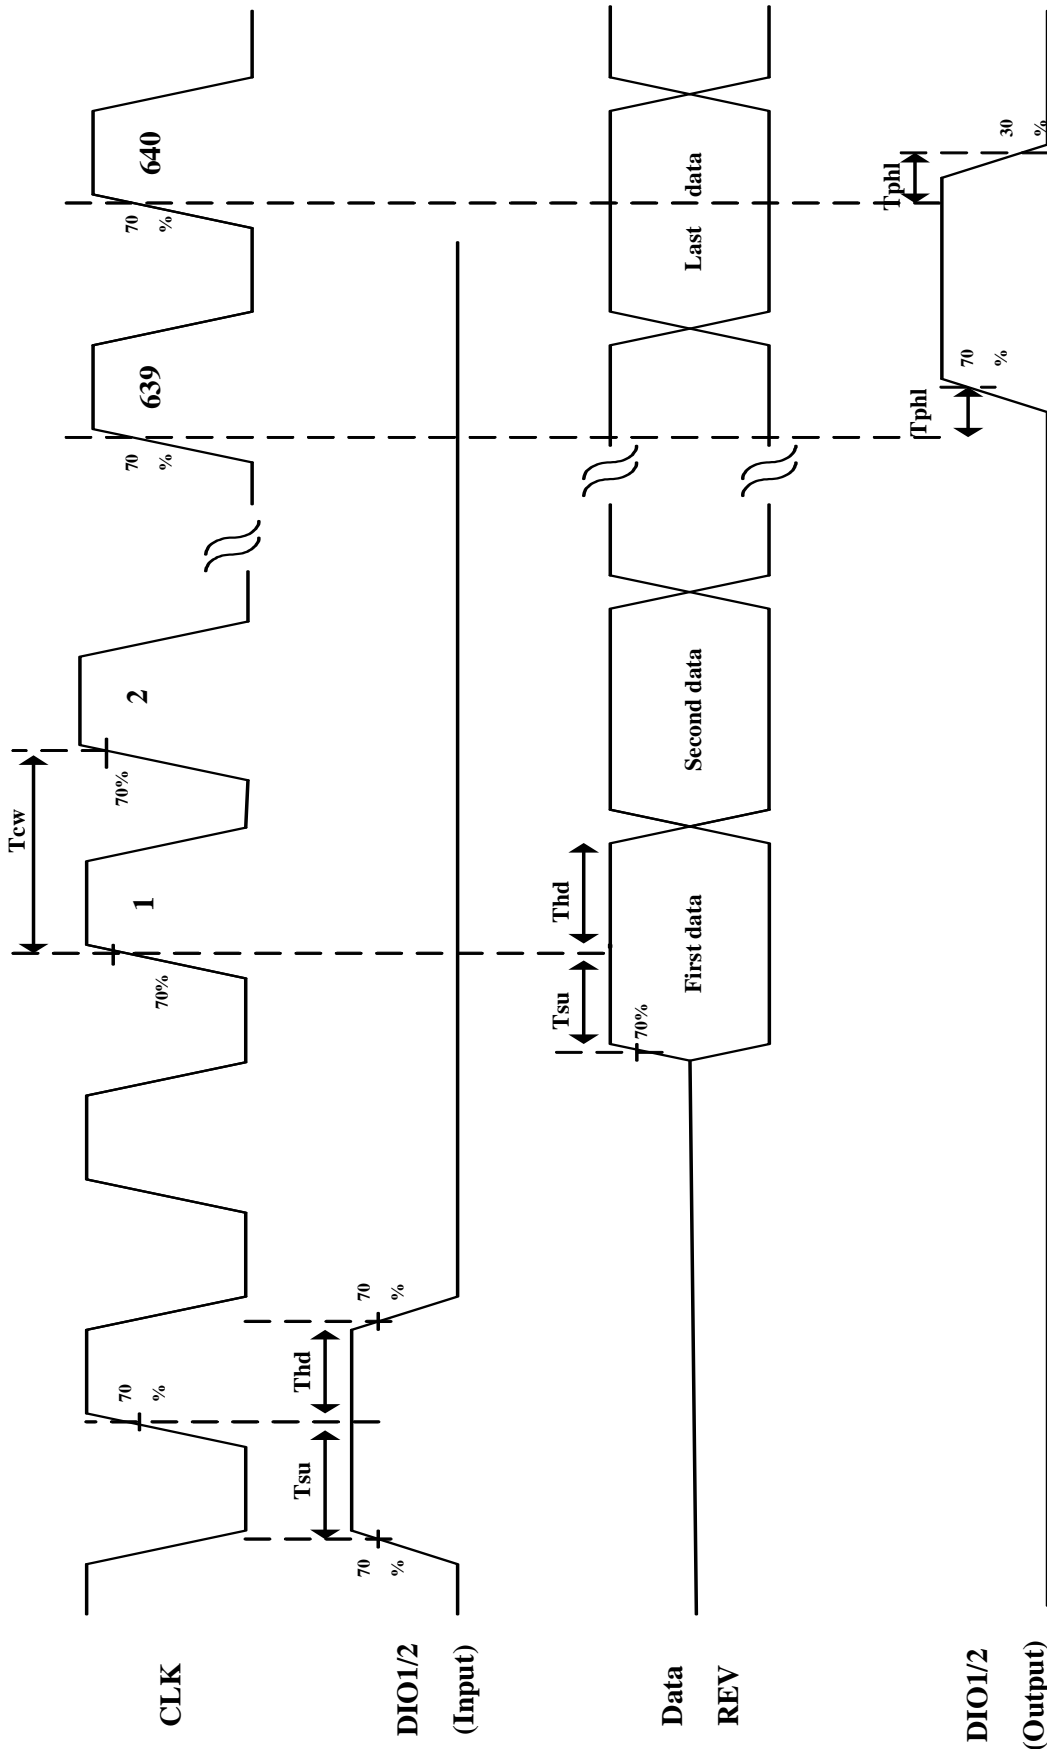 Tcw
CLK
70
%
70%
1
70%
2
70
%
639
70
%
640
DIO1/2
(Input)
70
%
Tsu
Thd
70
%
Data
REV
Tsu
Thd
70%
First data
Second data
Last data
DIO1/2
(Output)
Tphl
70
%
Tphl
30
%